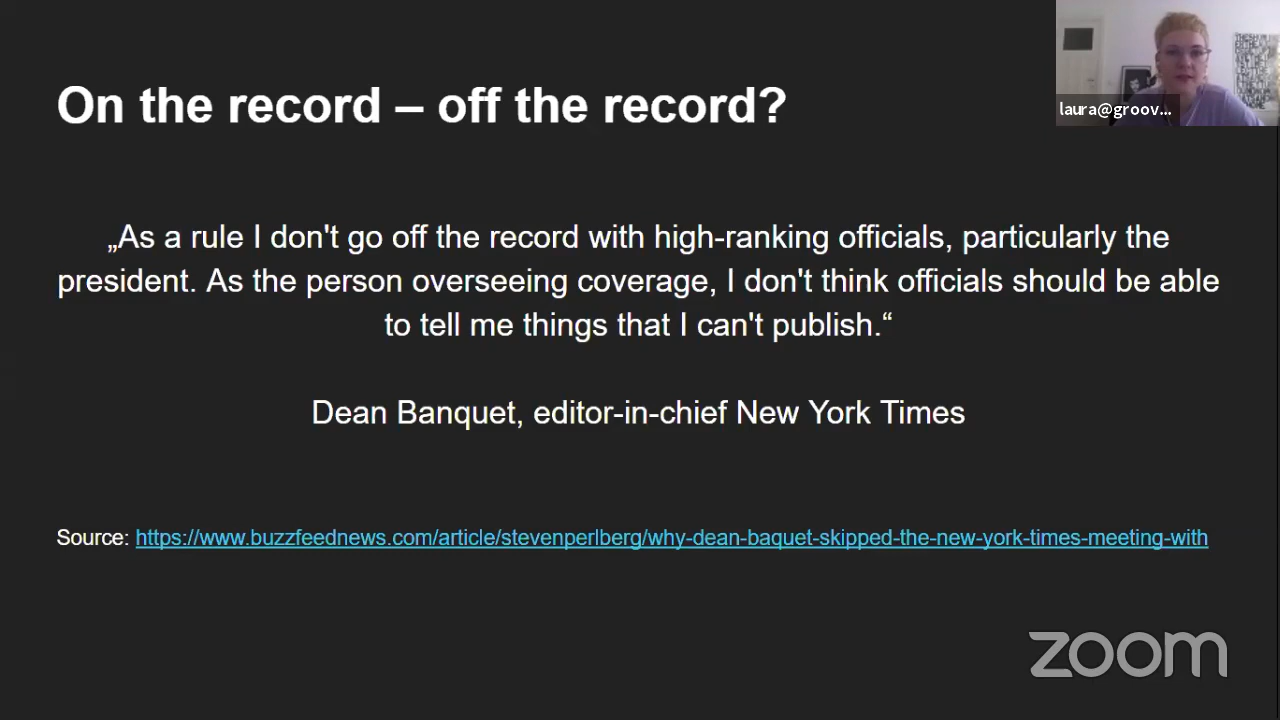 On the record – off the record?
laura@groov...
„As a rule I don't go off the record with high-ranking officials, particularly the
president. As the person overseeing coverage, I don't think officials should be able
to tell me things that I can't publish.“
Dean Banquet, editor-in-chief New York Times
Source: https://www.buzzfeednews.com/article/stevenperlberg/why-dean-baquet-skipped-the-new-york-times-meeting-with
zoom